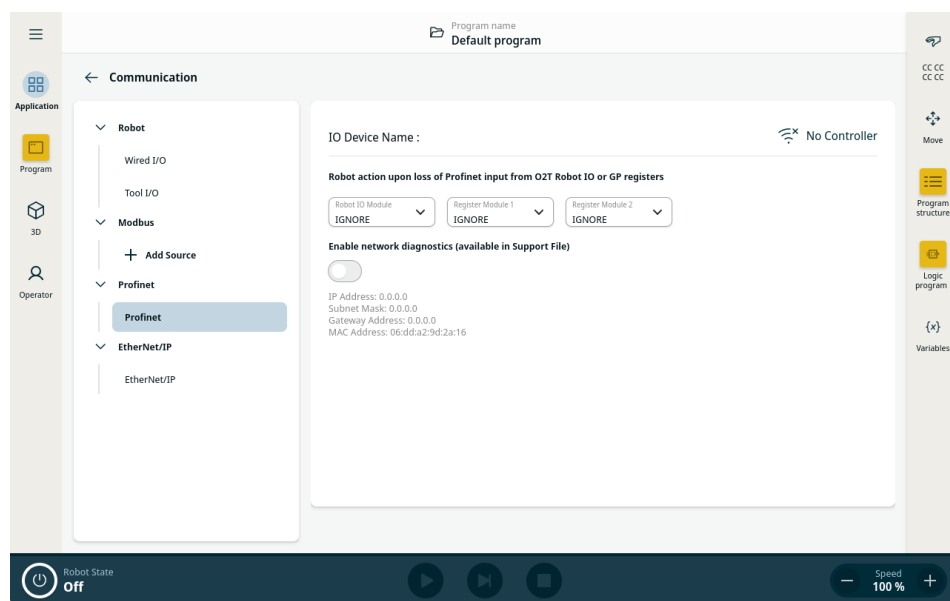 Program name
Default program
Communication
Application
Program
3D
Operator
Robot
Wired I/O
Tool I/O
Modbus
Add Source
Profinet
Profinet
EtherNet/IP
EtherNet/IP
IO Device Name :
No Controller
Robot action upon loss of Profinet input from O2T Robot IO or GP registers
Robot IO Module
IGNORE
Register Module 1
IGNORE
Register Module 2
IGNORE
Enable network diagnostics (available in Support File)
IP Address: 0.0.0.0
Subnet Mask: 0.0.0.0
Gateway Address: 0.0.0.0
MAC Address: 06:dd:a2:9d:2a:16
CC CC
CC CC
Move
Program
structure
Logic
program
{x}
Variables
Robot State
Off
Speed
100 %